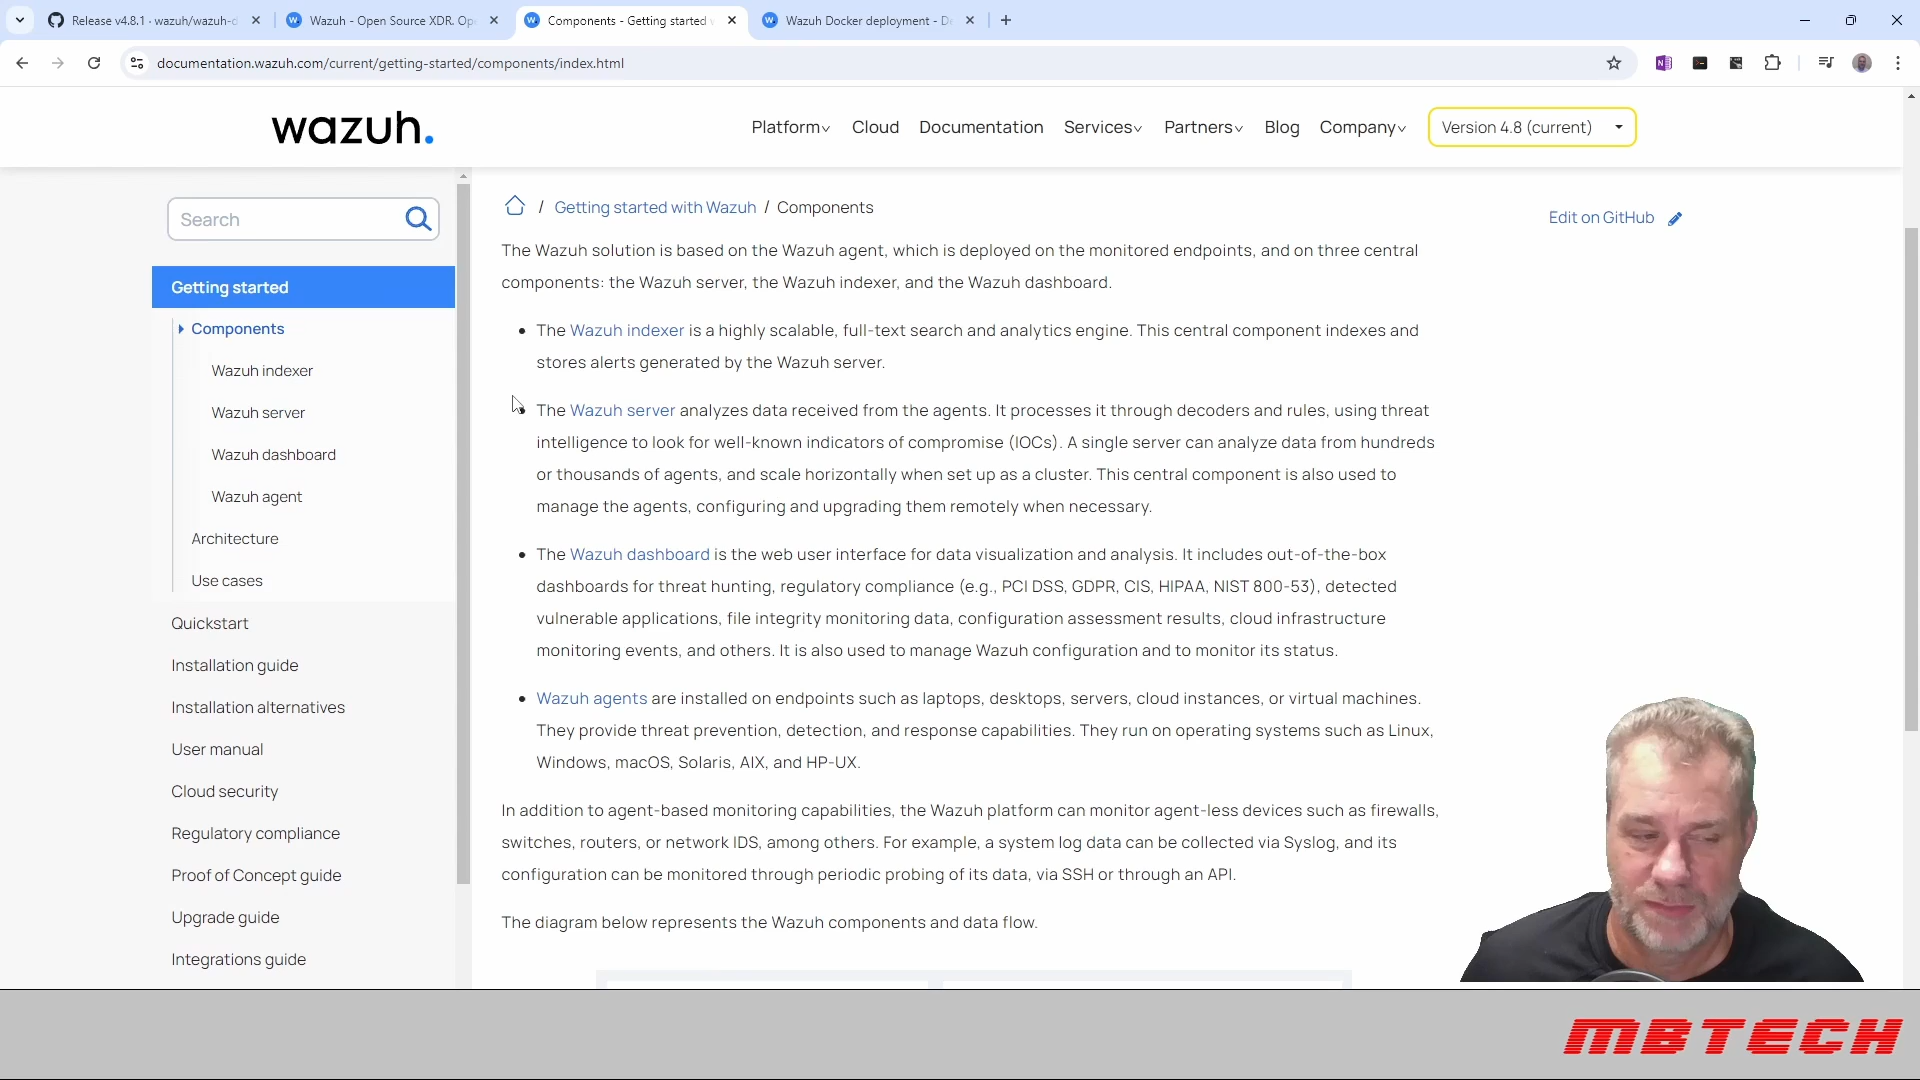 Release v4.8.1 · wazuh/wazuh-d
Wazuh - Open Source XDR. Op
Components - Getting started
Wazuh Docker deployment - D
documentation.wazuh.com/current/getting-started/components/index.html
wazuh.
Platform
Cloud
Documentation
Services
Partners
Blog
Company
Version 4.8 (current)
Search
Getting started
Components
Wazuh indexer
Wazuh server
Wazuh dashboard
Wazuh agent
Architecture
Use cases
Quickstart
Installation guide
Installation alternatives
User manual
Cloud security
Regulatory compliance
Proof of Concept guide
Upgrade guide
Integrations guide
/ Getting started with Wazuh / Components
Edit on GitHub
The Wazuh solution is based on the Wazuh agent, which is deployed on the monitored endpoints, and on three central
components: the Wazuh server, the Wazuh indexer, and the Wazuh dashboard.
• The Wazuh indexer is a highly scalable, full-text search and analytics engine. This central component indexes and
stores alerts generated by the Wazuh server.
• The Wazuh server analyzes data received from the agents. It processes it through decoders and rules, using threat
intelligence to look for well-known indicators of compromise (IOCs). A single server can analyze data from hundreds
or thousands of agents, and scale horizontally when set up as a cluster. This central component is also used to
manage the agents, configuring and upgrading them remotely when necessary.
• The Wazuh dashboard is the web user interface for data visualization and analysis. It includes out-of-the-box
dashboards for threat hunting, regulatory compliance (e.g., PCI DSS, GDPR, CIS, HIPAA, NIST 800-53), detected
vulnerable applications, file integrity monitoring data, configuration assessment results, cloud infrastructure
monitoring events, and others. It is also used to manage Wazuh configuration and to monitor its status.
• Wazuh agents are installed on endpoints such as laptops, desktops, servers, cloud instances, or virtual machines.
They provide threat prevention, detection, and response capabilities. They run on operating systems such as Linux,
Windows, macOS, Solaris, AIX, and HP-UX.
In addition to agent-based monitoring capabilities, the Wazuh platform can monitor agent-less devices such as firewalls,
switches, routers, or network IDS, among others. For example, a system log data can be collected via Syslog, and its
configuration can be monitored through periodic probing of its data, via SSH or through an API.
The diagram below represents the Wazuh components and data flow.
MBTECH